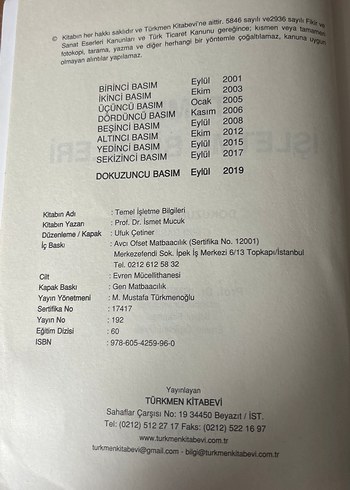 © Kitabın her hakkı saklıdır ve Türkmen Kitabevi'ne aittir. 5846 sayılı ve2936 sayılı Fikir ve
Sanat Eserleri Kanunları ve Türk Ticaret Kanunu gereğince; kısmen veya tamamen
fotokopi, tarama, yazma ve diğer herhangi bir yöntemle çoğaltılamaz, kanuna uygun
olmayan alıntılar yapılamaz.
BİRİNCİ BASIM Eylül 2001
İKİNCİ BASIM Ekim 2003
ÜÇÜNCÜ BASIM Ocak 2005
DÖRDÜNCÜ BASIM Kasım 2006
BEŞİNCİ BASIM Eylül 2008
ALTINCI BASIM Ekim 2012
YEDİNCİ BASIM Eylül 2015
SEKİZİNCİ BASIM Eylül 2017
DOKUZUNCU BASIM Eylül 2019
Kitabın Adı : Temel İşletme Bilgileri
Kitabın Yazarı : Prof. Dr. İsmet Mucuk
Düzenleme / Kapak : Ufuk Çetiner
İç Baskı : Avcı Ofset Matbaacılık (Sertifika No. 12001)
Merkezefendi Sok. İpek İş Merkezi 6/13 Topkapı/İstanbul
Tel. 0212 612 58 32
Cilt : Evren Mücellithanesi
Kapak Baskı : Gen Matbaacılık
Yayın Yönetmeni : M. Mustafa Türkmenoğlu
Sertifika No : 17417
Yayın No : 192
Eğitim Dizisi : 60
ISBN : 978-605-4259-96-0
Yayınlayan
TÜRKMEN KİTABEVİ
Sahaflar Çarşısı No: 19 34450 Beyazıt / İST.
Tel: (0212) 512 27 17 Faks: (0212) 522 16 97
www.turkmenkitabevi.com.tr
turkmenkitabevi@gmail.com - bilgi@turkmenkitabevi.com.tr